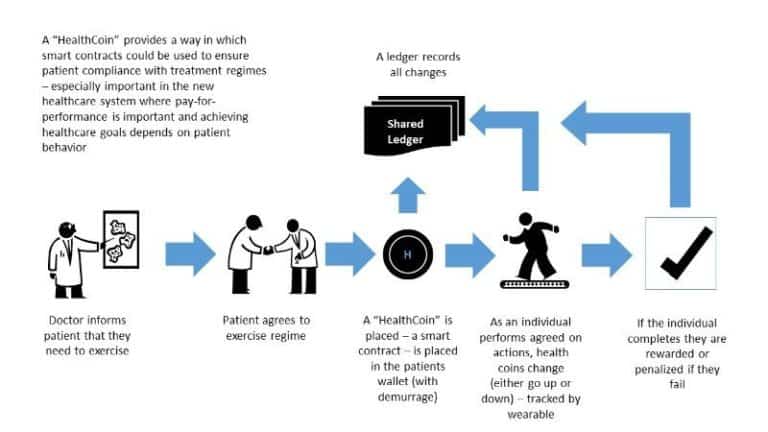 A “HealthCoin” provides a way in which
smart contracts could be used to ensure
patient compliance with treatment regimes
– especially important in the new
healthcare system where pay-for-
performance is important and achieving
healthcare goals depends on patient
behavior
A ledger records
all changes
Shared
Ledger
H
Doctor informs
patient that they
need to exercise
Patient agrees to
exercise regime
A “HealthCoin” is
placed – a smart
contract – is placed
in the patients
wallet (with
demurrage)
As an individual
performs agreed on
actions, health
coins change
(either go up or
down) – tracked by
wearable
If the individual
completes they are
rewarded or
penalized if they
fail